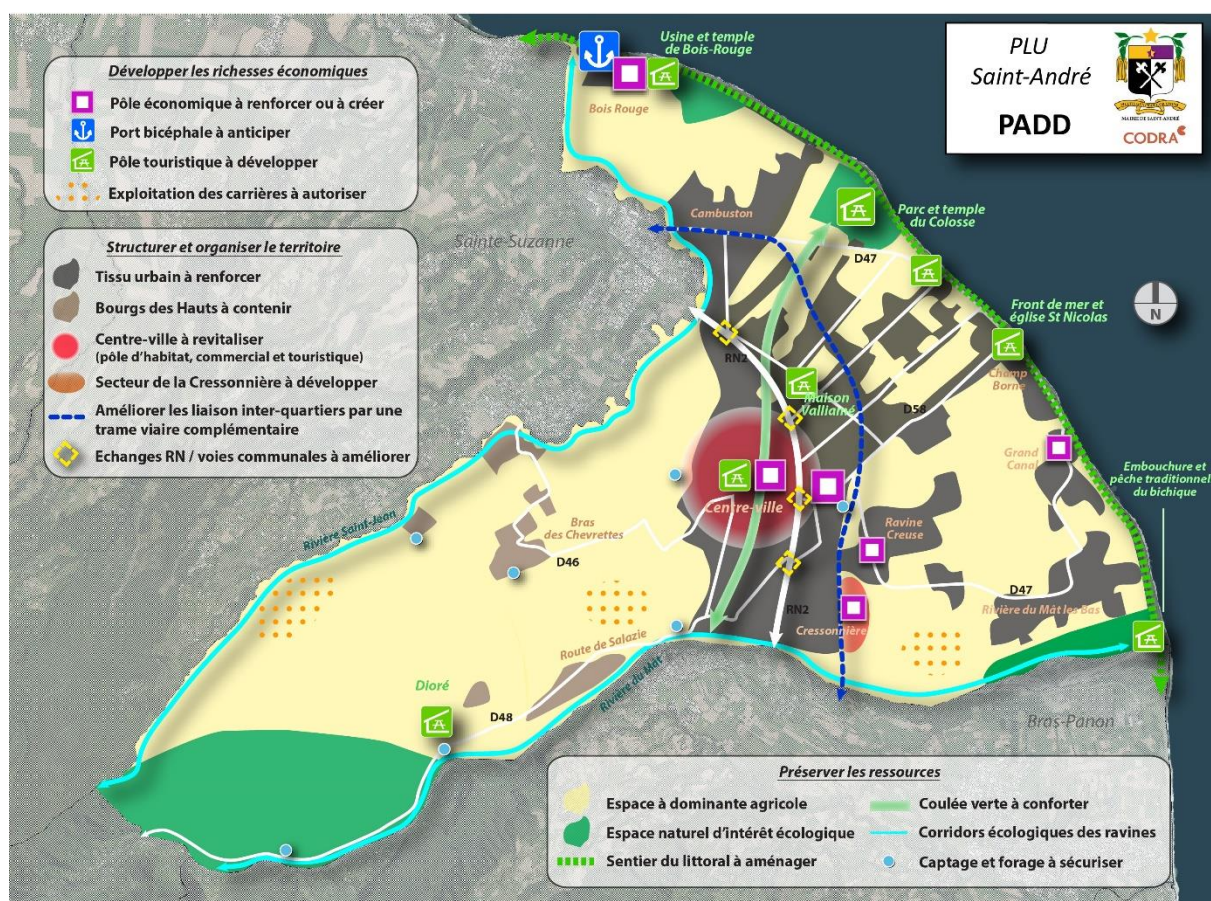 PLU
Saint-André
PADD
MAIRIE DE SAINT-ANDRÉ
CODRA
Développer les richesses économiques
Pôle économique à renforcer ou à créer
Port bicéphale à anticiper
Pôle touristique à développer
Exploitation des carrières à autoriser
Structurer et organiser le territoire
Tissu urbain à renforcer
Bourgs des Hauts à contenir
Centre-ville à revitaliser
(pôle d'habitat, commercial et touristique)
Secteur de la Cressonnière à développer
Améliorer les liaison inter-quartiers par une
trame viaire complémentaire
Echanges RN / voies communales à améliorer
Usine et temple
de Bois-Rouge
Bois Rouge
Sainte-Suzanne
Cambuston
Parc et temple
du Colosse
D47
N
Front de mer et
église St Nicolas
RN2
Champ
Borne
Maison
Valliamé
D58
Grand
Canal
Embouchure et
pêche traditionnel
du bichique
Centre-ville
Ravine
Creuse
Rivière Saint-Jean
Bras
des Chevrettes
D46
D47
RN2
Rivière du Mât les Bas
Cressonnière
Route de Salazie
Rivière du Mât
Dioré
D48
Bras-Panon
Préserver les ressources
Espace à dominante agricole
Espace naturel d'intérêt écologique
Sentier du littoral à aménager
Coulée verte à conforter
Corridors écologiques des ravines
Captage et forage à sécuriser